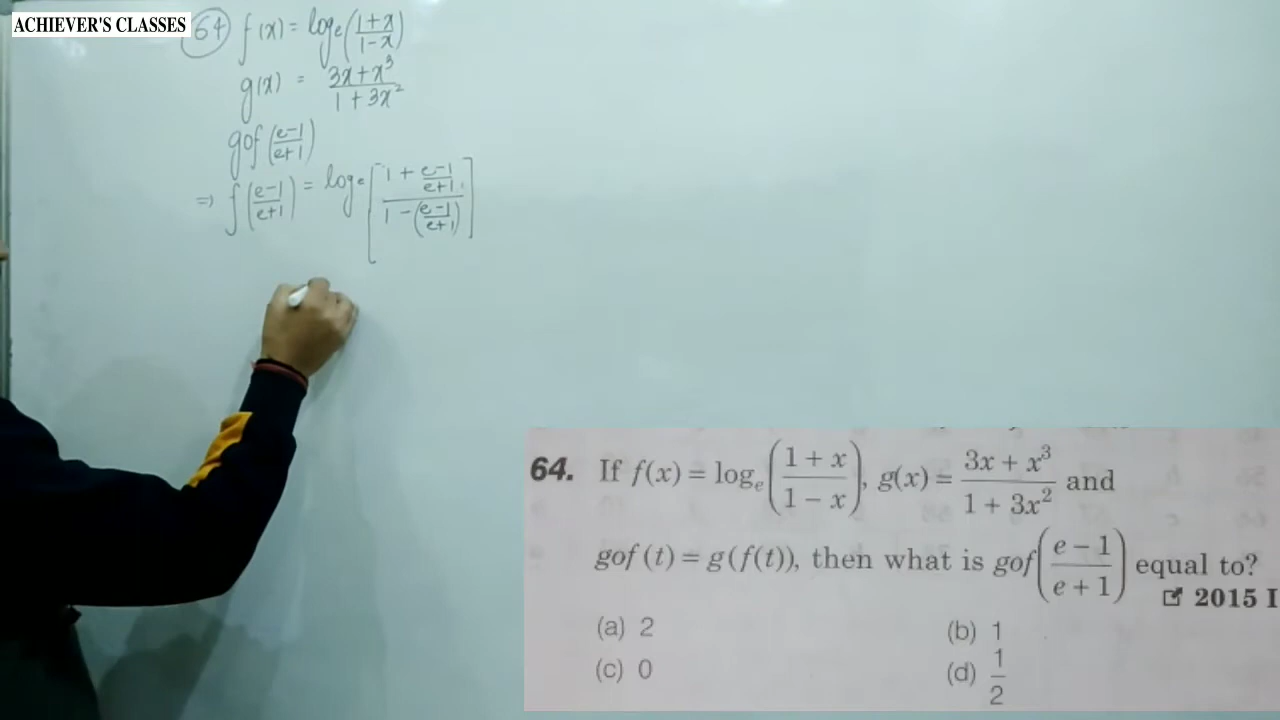 ACHIEVER'S CLASSES
64 f(x) = logₑ((1+x)/(1-x))
g(x) = (3x+x³)/(1+3x²)
gof((e-1)/(e+1))
⇒ f((e-1)/(e+1)) = logₑ[(1+(e-1)/(e+1))/(1-((e-1)/(e+1)))]
64. If f(x) = logₑ((1 + x)/(1 − x)), g(x) = (3x + x³)/(1 + 3x²) and
gof (t) = g(f(t)), then what is gof((e − 1)/(e + 1)) equal to?
2015 I
(a) 2 (b) 1
(c) 0 (d) 1/2